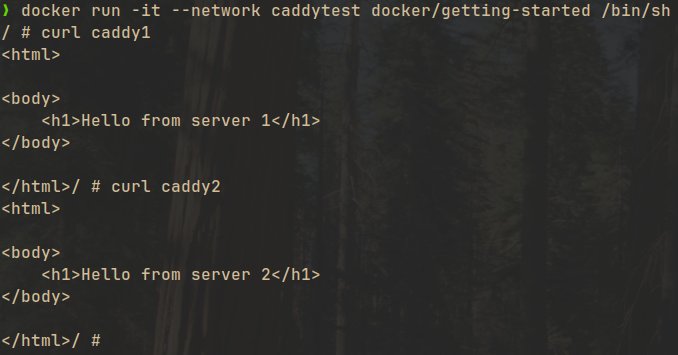 ❯ docker run -it --network caddytest docker/getting-started /bin/sh
/ # curl caddy1
<html>
<body>
    <h1>Hello from server 1</h1>
</body>
</html>/ # curl caddy2
<html>
<body>
    <h1>Hello from server 2</h1>
</body>
</html>/ #